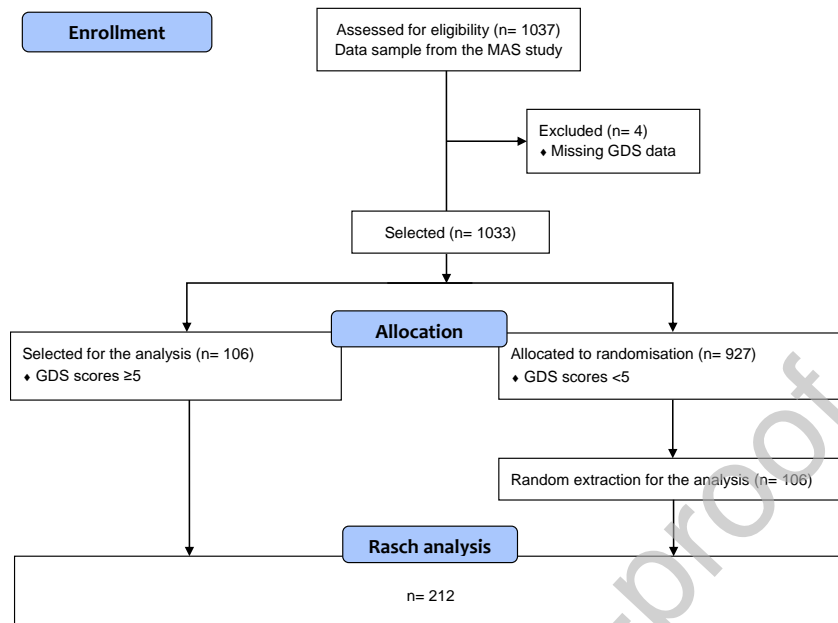 Enrollment
Assessed for eligibility (n= 1037)
Data sample from the MAS study
Excluded (n= 4)
♦ Missing GDS data
Selected (n= 1033)
Allocation
Selected for the analysis (n= 106)
♦ GDS scores ≥5
Allocated to randomisation (n= 927)
♦ GDS scores <5
Random extraction for the analysis (n= 106)
Rasch analysis
n= 212
proof